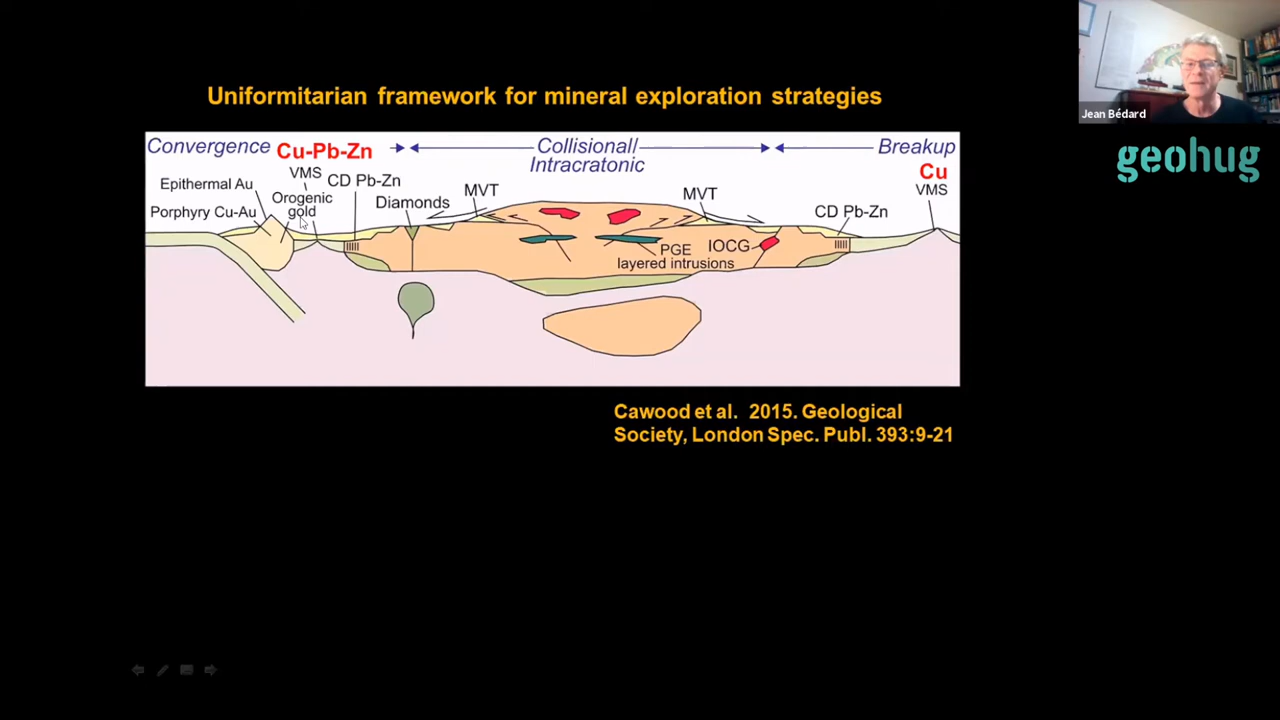 Uniformitarian framework for mineral exploration strategies
Convergence
Collisional/
Intracratonic
Breakup
Cu-Pb-Zn
Cu
VMS
VMS
Epithermal Au
CD Pb-Zn
Orogenic
gold
Porphyry Cu-Au
Diamonds
MVT
MVT
CD Pb-Zn
PGE
layered intrusions
IOCG
Cawood et al. 2015. Geological
Society, London Spec. Publ. 393:9-21
Jean Bédard
geohug